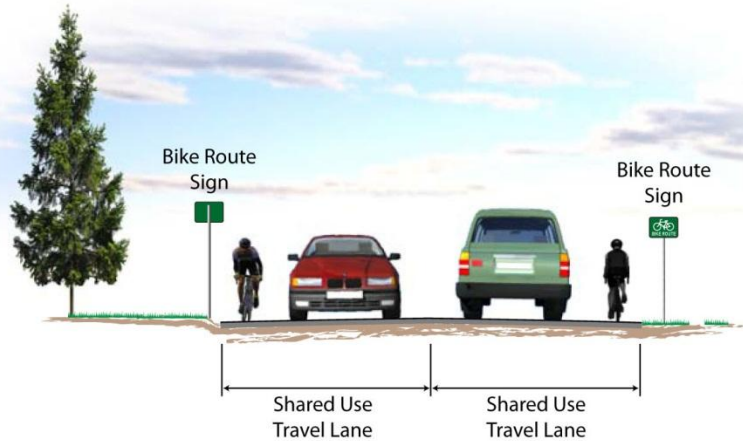 Bike Route
Sign
Bike Route
Sign
BIKE ROUTE
Shared Use
Travel Lane
Shared Use
Travel Lane